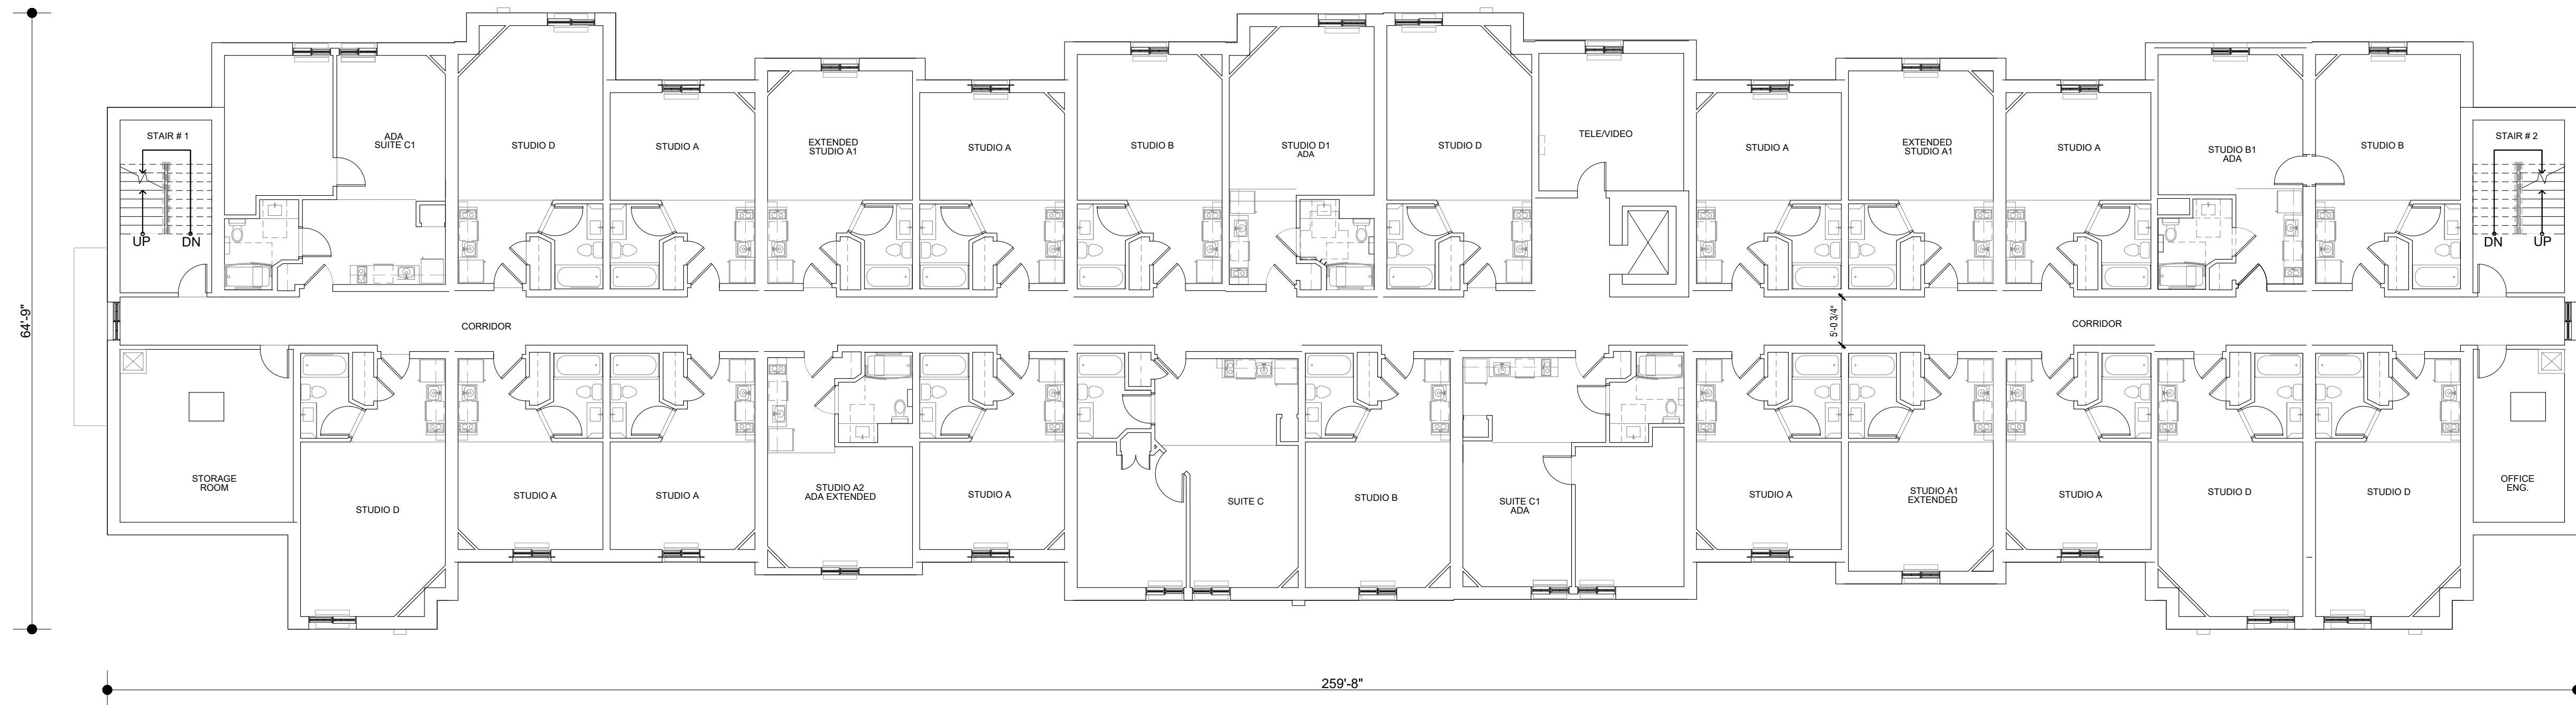 STAIR # 1
UP
DN
ADA
SUITE C1
STUDIO D
STUDIO A
EXTENDED
STUDIO A1
STUDIO A
STUDIO B
STUDIO D1
ADA
STUDIO D
TELE/VIDEO
STUDIO A
EXTENDED
STUDIO A1
STUDIO A
STUDIO B1
ADA
STUDIO B
STAIR # 2
DN
UP
64'-9"
CORRIDOR
5'-0 3/4"
CORRIDOR
STORAGE
ROOM
STUDIO D
STUDIO A
STUDIO A
STUDIO A2
ADA EXTENDED
STUDIO A
SUITE C
STUDIO B
SUITE C1
ADA
STUDIO A
STUDIO A1
EXTENDED
STUDIO A
STUDIO D
STUDIO D
OFFICE
ENG.
259'-8"